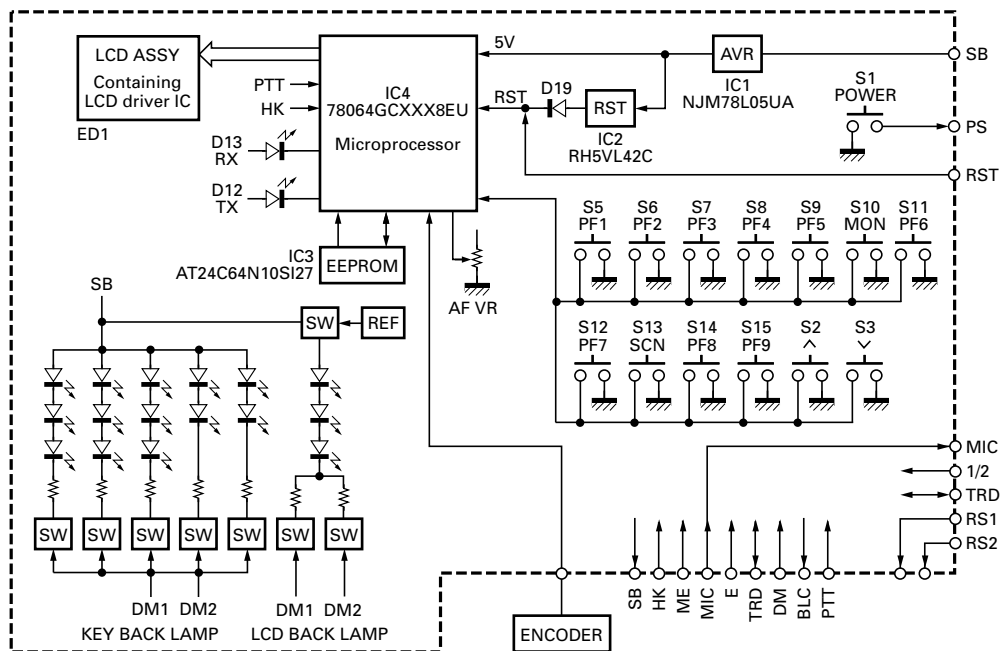 LCD ASSY
Containing
LCD driver IC
ED1
PTT
HK
IC4
78064GCXXX8EU
Microprocessor
5V
AVR
IC1
NJM78L05UA
SB
RST
D19
RST
IC2
RH5VL42C
S1
POWER
PS
RST
D13
RX
D12
TX
IC3
AT24C64N10SI27
EEPROM
AF VR
S5
PF1
S6
PF2
S7
PF3
S8
PF4
S9
PF5
S10
MON
S11
PF6
S12
PF7
S13
SCN
S14
PF8
S15
PF9
S2
^
S3
v
SB
SW
REF
SW
SW
SW
SW
SW
SW
SW
DM1
DM2
KEY BACK LAMP
DM1
DM2
LCD BACK LAMP
ENCODER
SB
HK
ME
MIC
E
TRD
DM
BLC
PTT
MIC
1/2
TRD
RS1
RS2